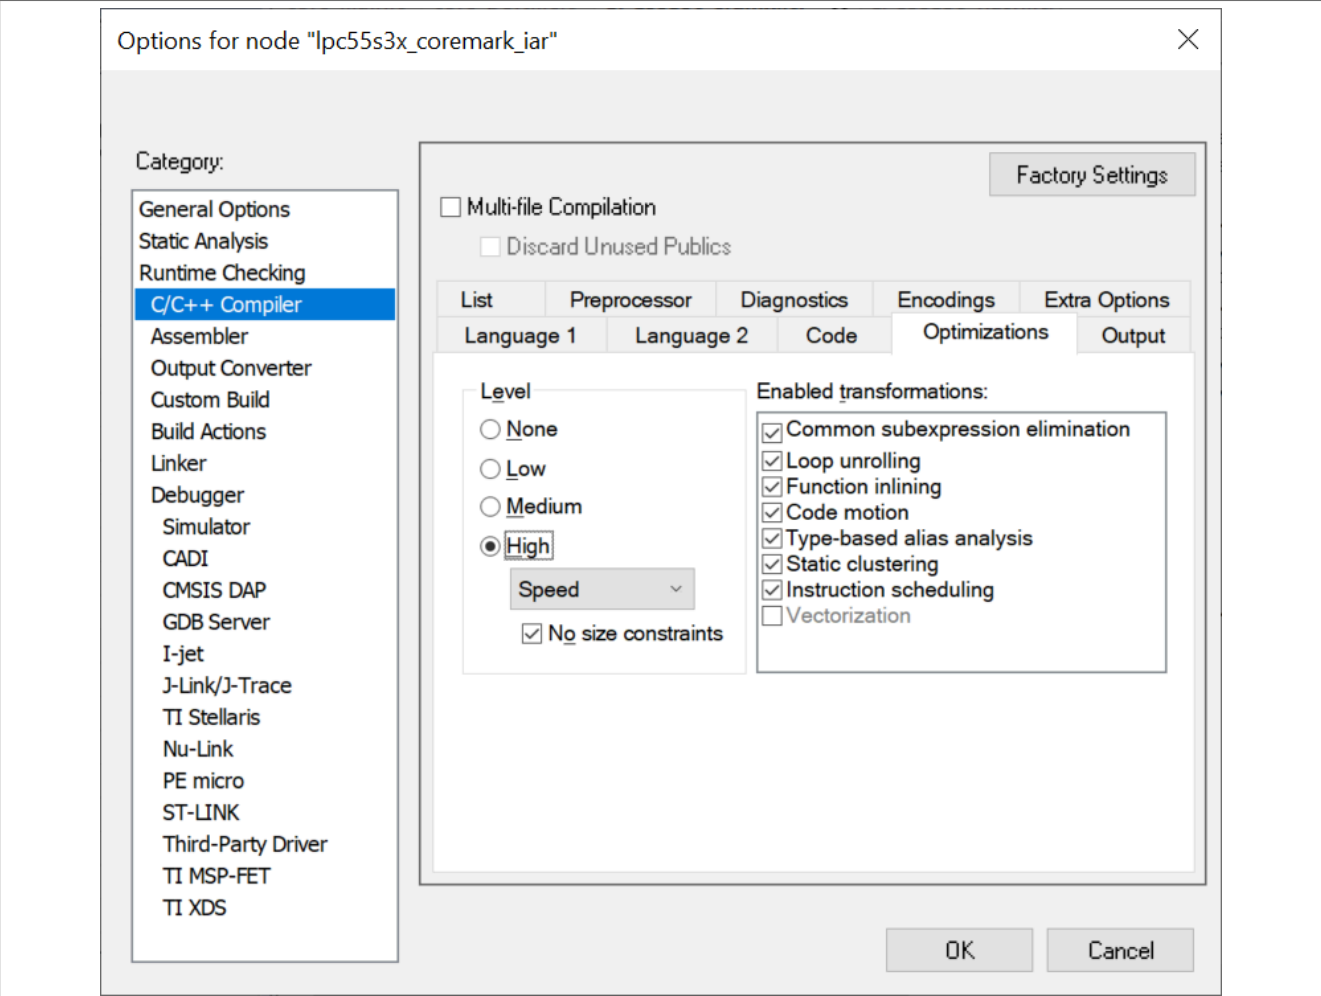 Options for node "lpc55s3x_coremark_iar"
Category:
General Options
Static Analysis
Runtime Checking
C/C++ Compiler
Assembler
Output Converter
Custom Build
Build Actions
Linker
Debugger
Simulator
CADI
CMSIS DAP
GDB Server
I-jet
J-Link/J-Trace
TI Stellaris
Nu-Link
PE micro
ST-LINK
Third-Party Driver
TI MSP-FET
TI XDS
Factory Settings
Multi-file Compilation
Discard Unused Publics
List Preprocessor Diagnostics Encodings Extra Options
Language 1 Language 2 Code Optimizations Output
Level
None
Low
Medium
High
Speed
No size constraints
Enabled transformations:
Common subexpression elimination
Loop unrolling
Function inlining
Code motion
Type-based alias analysis
Static clustering
Instruction scheduling
Vectorization
OK Cancel